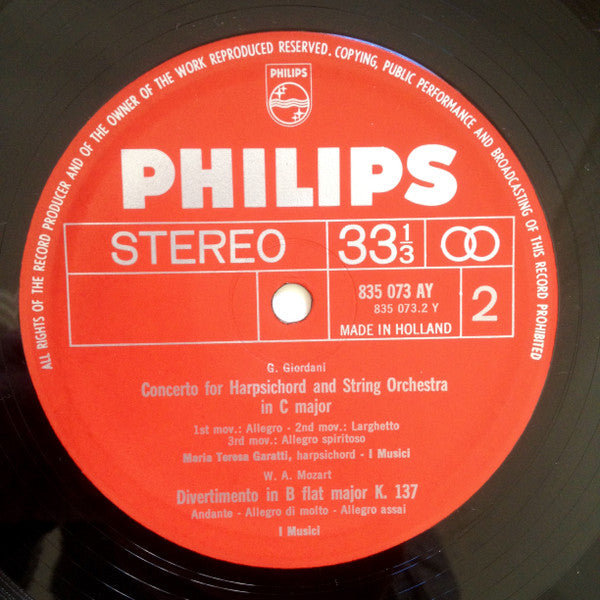 ALL RIGHTS OF THE RECORD PRODUCER AND OF THE OWNER OF THE WORK REPRODUCED RESERVED. COPYING, PUBLIC PERFORMANCE AND BROADCASTING OF THIS RECORD PROHIBITED
PHILIPS
PHILIPS
STEREO 33 1/3
835 073 AY
835 073.2 Y
MADE IN HOLLAND
2
G. Giordani
Concerto for Harpsichord and String Orchestra
in C major
1st mov.: Allegro - 2nd mov.: Larghetto
3rd mov.: Allegro spiritoso
Maria Teresa Garatti, harpsichord - I Musici
W. A. Mozart
Divertimento in B flat major K. 137
Andante - Allegro di molto - Allegro assai
I Musici